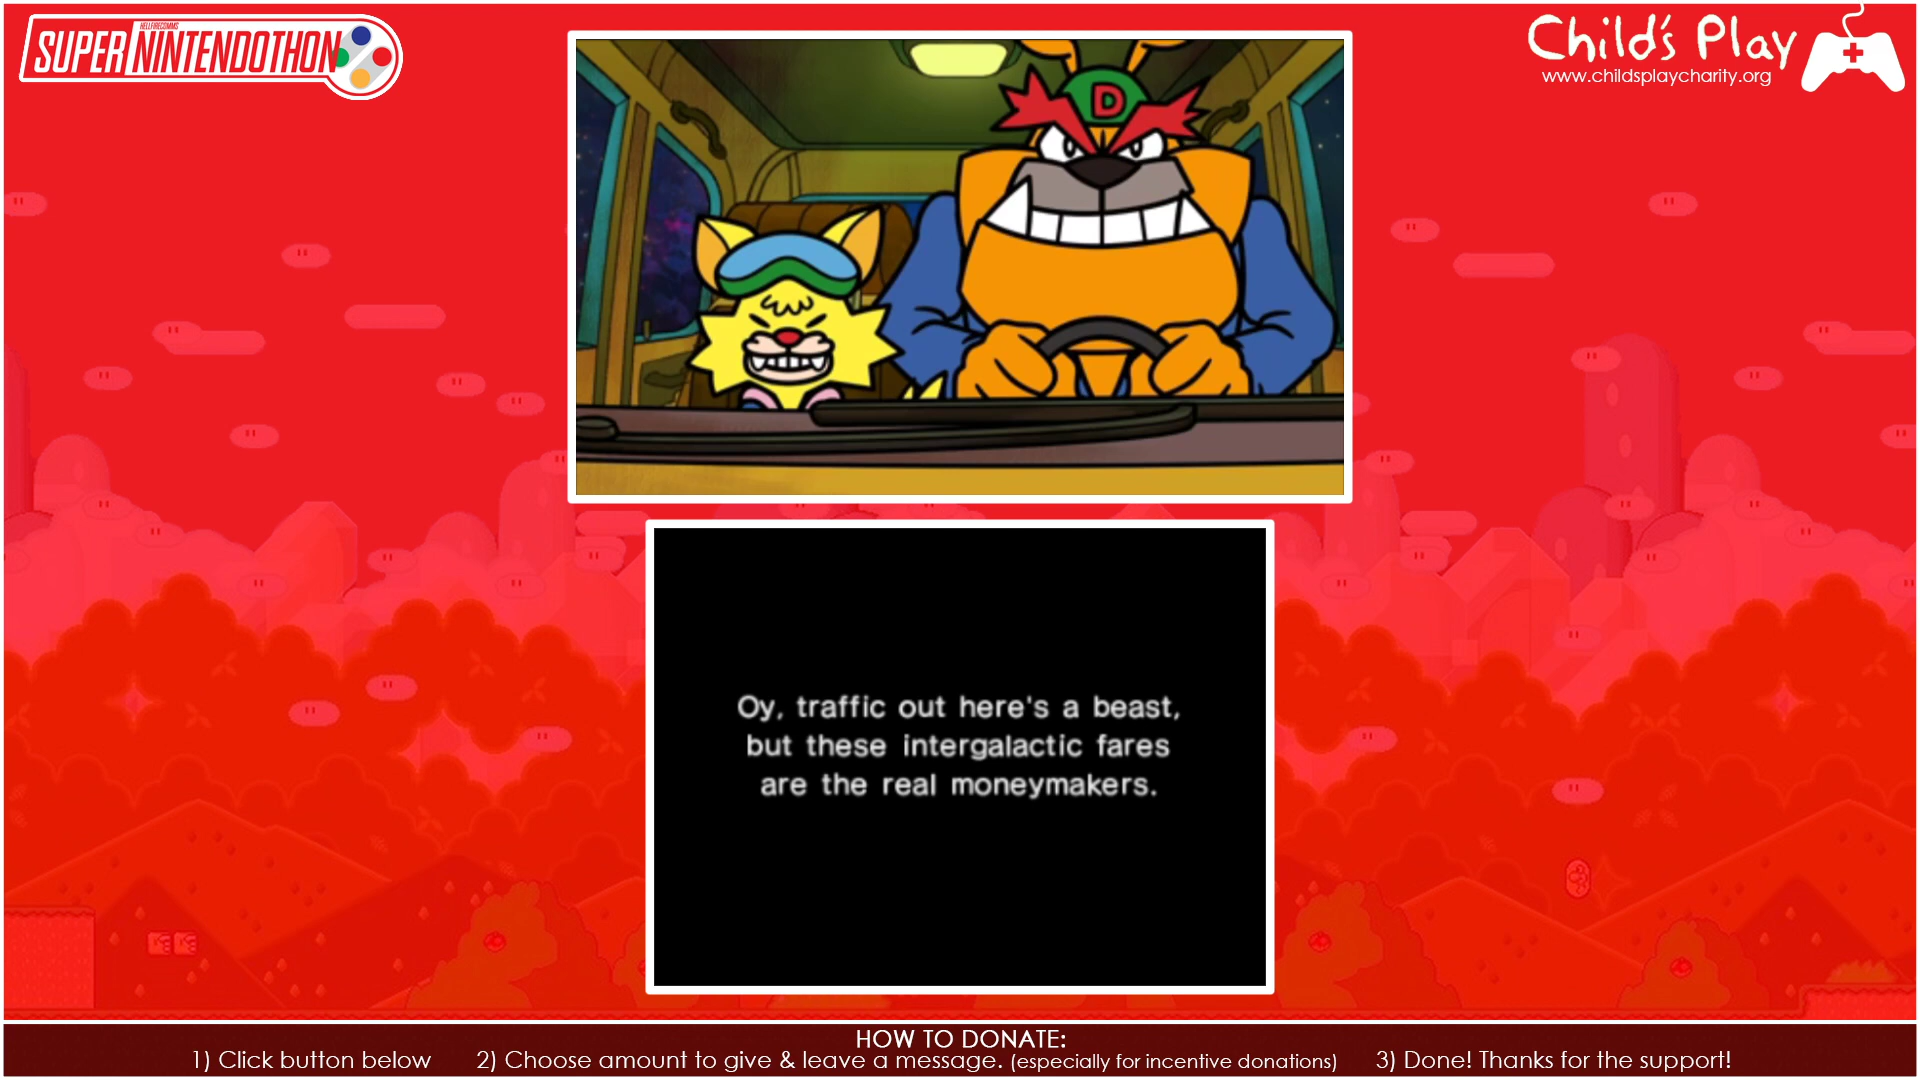 HELLFIRECOMMS
SUPER NINTENDOTHON
Child's Play
www.childsplaycharity.org
D
Oy, traffic out here's a beast,
but these intergalactic fares
are the real moneymakers.
HOW TO DONATE:
1) Click button below 2) Choose amount to give & leave a message. (especially for incentive donations) 3) Done! Thanks for the support!